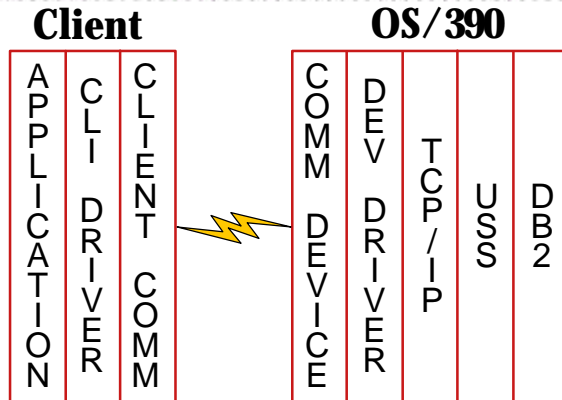 Client
OS/390
APPLICATION
CLI DRIVER
CLIENT COMM
COMM DEVICE
DEV DRIVER
TCP/IP
USS
DB2